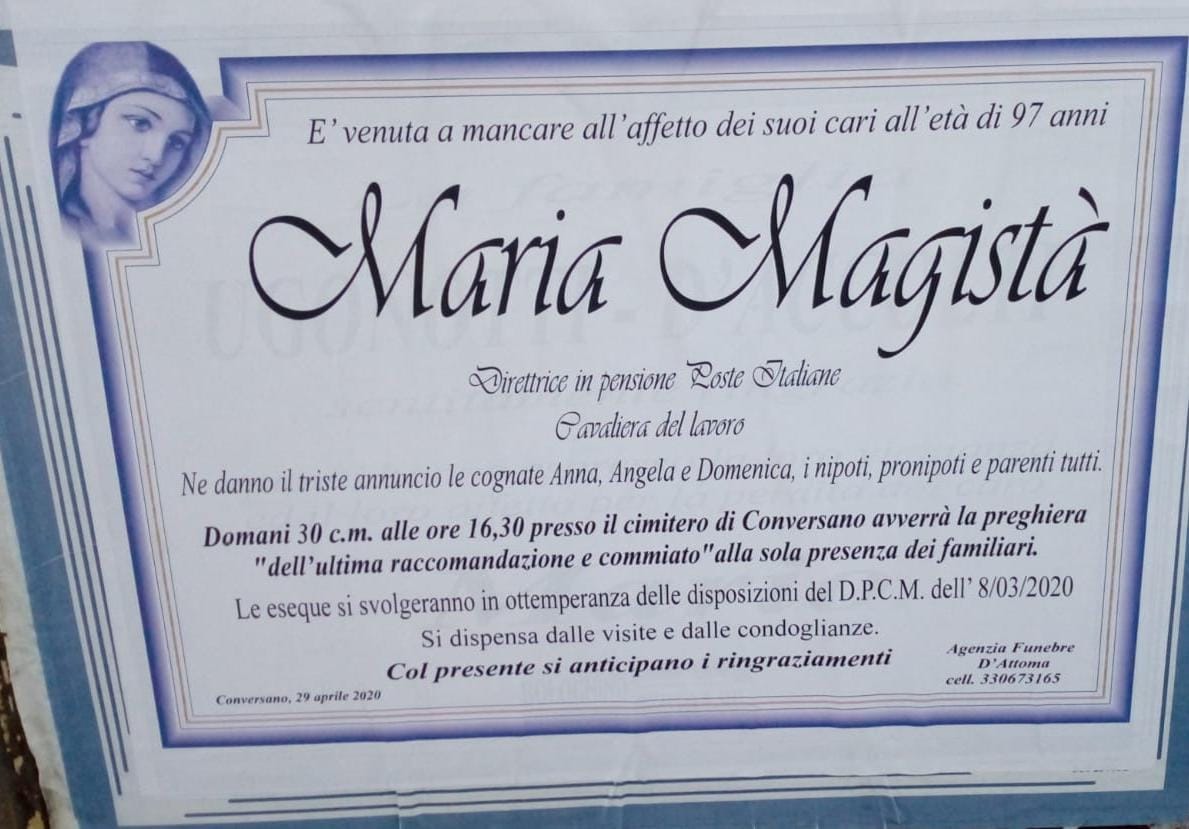 E' venuta a mancare all'affetto dei suoi cari all'età di 97 anni
Maria Magistà
Direttrice in pensione Poste Italiane
Cavaliera del lavoro
Ne danno il triste annuncio le cognate Anna, Angela e Domenica, i nipoti, pronipoti e parenti tutti.
Domani 30 c.m. alle ore 16,30 presso il cimitero di Conversano avverrà la preghiera
"dell'ultima raccomandazione e commiato"alla sola presenza dei familiari.
Le eseque si svolgeranno in ottemperanza delle disposizioni del D.P.C.M. dell' 8/03/2020
Si dispensa dalle visite e dalle condoglianze.
Col presente si anticipano i ringraziamenti
Agenzia Funebre
D'Attoma
cell. 330673165
Conversano, 29 aprile 2020